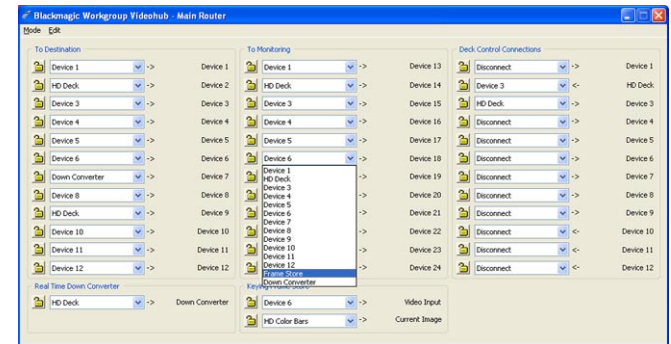 Blackmagic Workgroup Videohub - Main Router
Mode Edit
To Destination
Device 1 -> Device 1
HD Deck -> Device 2
Device 3 -> Device 3
Device 4 -> Device 4
Device 5 -> Device 5
Device 6 -> Device 6
Down Converter -> Device 7
Device 8 -> Device 8
HD Deck -> Device 9
Device 10 -> Device 10
Device 11 -> Device 11
Device 12 -> Device 12
To Monitoring
Device 1 -> Device 13
HD Deck -> Device 14
Device 3 -> Device 15
Device 4 -> Device 16
Device 5 -> Device 17
Device 6 -> Device 18
Device 1
HD Deck
Device 3
Device 4
Device 5
Device 6
Device 7
Device 8
Device 9
Device 10
Device 11
Device 12
Frame Store
Down Converter
-> Device 19
-> Device 20
-> Device 21
-> Device 22
-> Device 23
-> Device 24
Deck Control Connections
Disconnect -> Device 1
Device 3 <- HD Deck
HD Deck -> Device 3
Disconnect -> Device 4
Disconnect -> Device 5
Disconnect -> Device 6
Disconnect -> Device 7
Disconnect -> Device 8
Disconnect -> Device 9
Disconnect <- Device 10
Disconnect <- Device 11
Disconnect <- Device 12
Real Time Down Converter
HD Deck -> Down Converter
Keying Frame Store
Device 6 -> Video Input
HD Color Bars -> Current Image